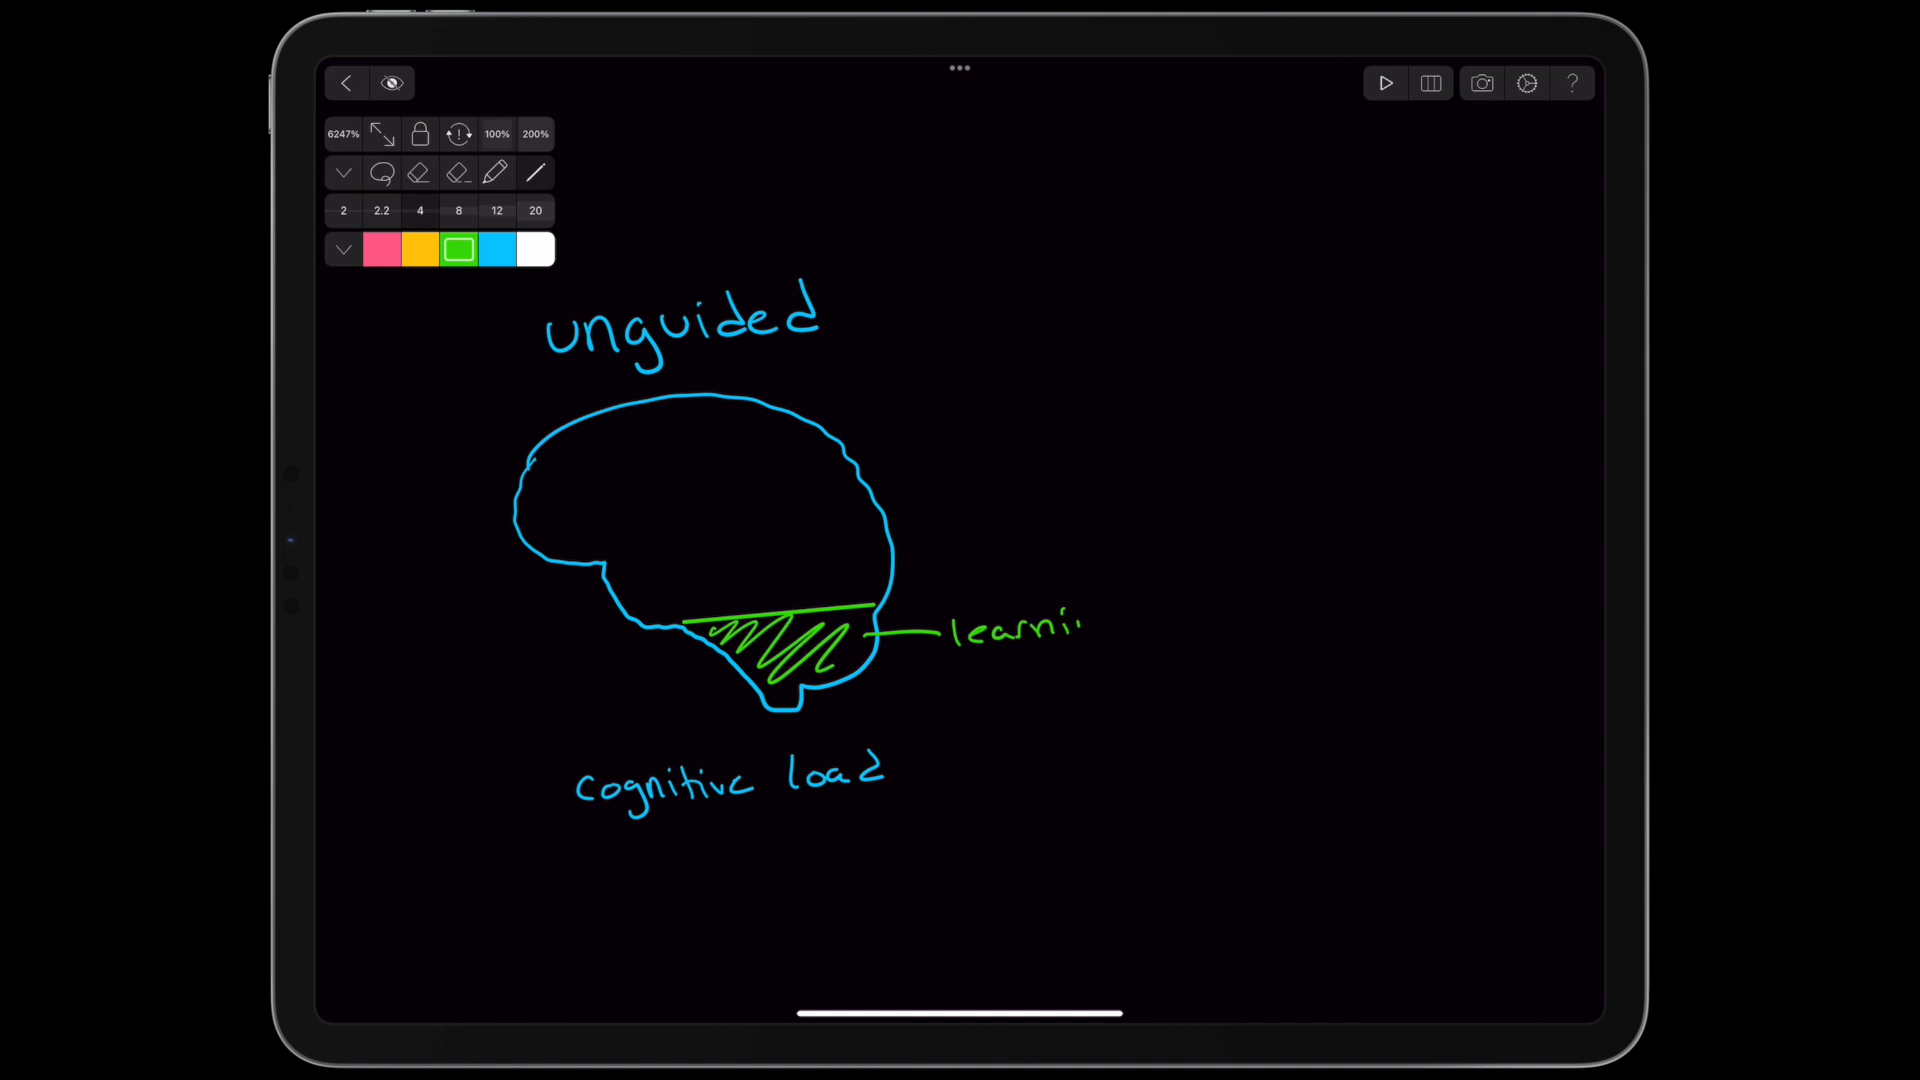 6247% 100% 200%
2 2.2 4 8 12 20
unguided
learni
cognitive load